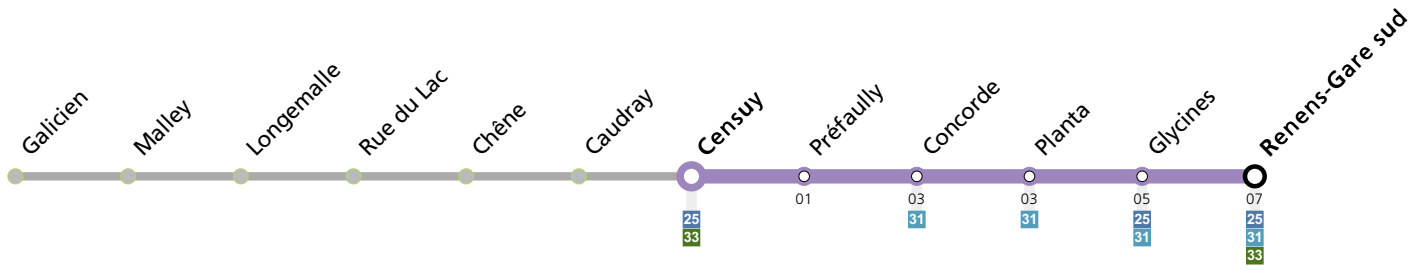 Galicien
Malley
Longemalle
Rue du Lac
Chêne
Caudray
Censuy
Préfaully
Concorde
Planta
Glycines
Renens-Gare sud
01
03
03
05
07
25
31
31
25
25
33
31
31
33